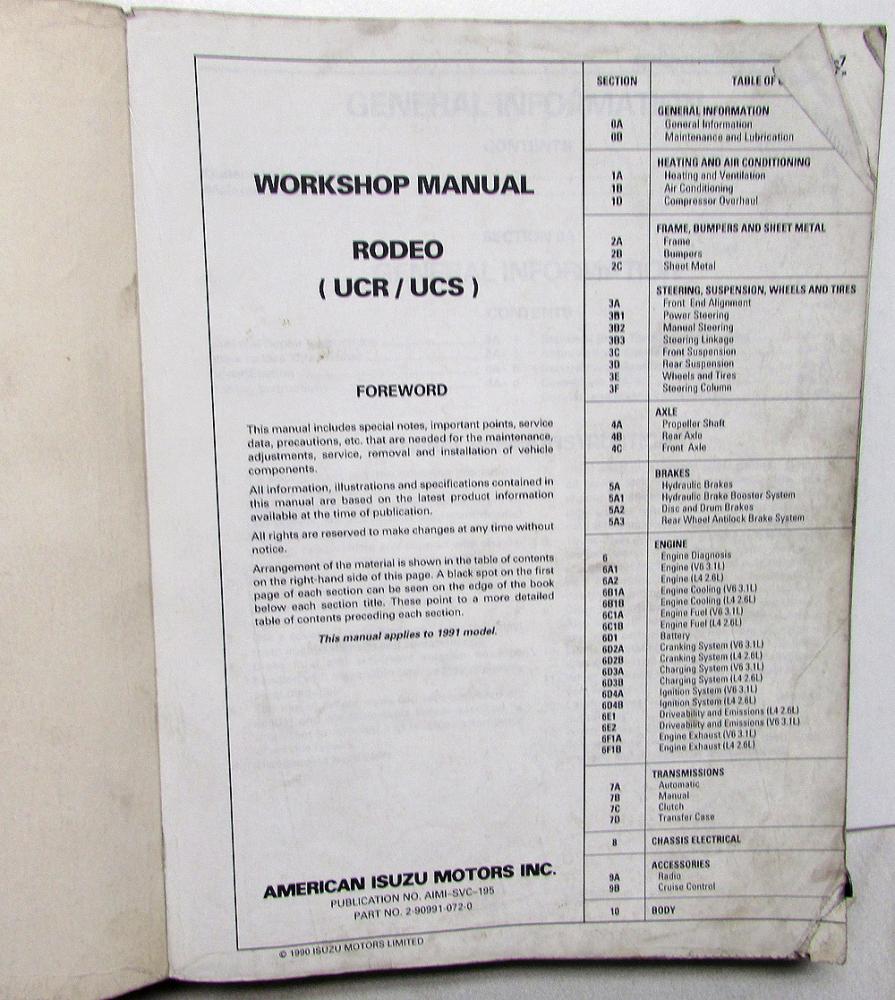 WORKSHOP MANUAL
RODEO
( UCR / UCS )
FOREWORD
This manual includes special notes, important points, service
data, precautions, etc. that are needed for the maintenance,
adjustments, service, removal and installation of vehicle
components.
All information, illustrations and specifications contained in
this manual are based on the latest product information
available at the time of publication.
All rights are reserved to make changes at any time without
notice.
Arrangement of the material is shown in the table of contents
on the right-hand side of this page. A black spot on the first
page of each section can be seen on the edge of the book
below each section title. These point to a more detailed
table of contents preceding each section.
This manual applies to 1991 model.
AMERICAN ISUZU MOTORS INC.
PUBLICATION NO. AIMI-SVC-195
PART NO. 2-90991-072-0
© 1990 ISUZU MOTORS LIMITED
SECTION TABLE OF
GENERAL INFORMATION
0A General Information
0B Maintenance and Lubrication
HEATING AND AIR CONDITIONING
1A Heating and Ventilation
1B Air Conditioning
1D Compressor Overhaul
FRAME, BUMPERS AND SHEET METAL
2A Frame
2B Bumpers
2C Sheet Metal
STEERING, SUSPENSION, WHEELS AND TIRES
3A Front End Alignment
3B1 Power Steering
3B2 Manual Steering
3B3 Steering Linkage
3C Front Suspension
3D Rear Suspension
3E Wheels and Tires
3F Steering Column
AXLE
4A Propeller Shaft
4B Rear Axle
4C Front Axle
BRAKES
5A Hydraulic Brakes
5A1 Hydraulic Brake Booster System
5A2 Disc and Drum Brakes
5A3 Rear Wheel Antilock Brake System
ENGINE
6 Engine Diagnosis
6A1 Engine (V6 3.1L)
6A2 Engine (L4 2.6L)
6B1A Engine Cooling (V6 3.1L)
6B1B Engine Cooling (L4 2.6L)
6C1A Engine Fuel (V6 3.1L)
6C1B Engine Fuel (L4 2.6L)
6D1 Battery
6D2A Cranking System (V6 3.1L)
6D2B Cranking System (L4 2.6L)
6D3A Charging System (V6 3.1L)
6D3B Charging System (L4 2.6L)
6D4A Ignition System (V6 3.1L)
6D4B Ignition System (L4 2.6L)
6E1 Driveability and Emissions (L4 2.6L)
6E2 Driveability and Emissions (V6 3.1L)
6F1A Engine Exhaust (V6 3.1L)
6F1B Engine Exhaust (L4 2.6L)
TRANSMISSIONS
7A Automatic
7B Manual
7C Clutch
7D Transfer Case
8 CHASSIS ELECTRICAL
ACCESSORIES
9A Radio
9B Cruise Control
10 BODY